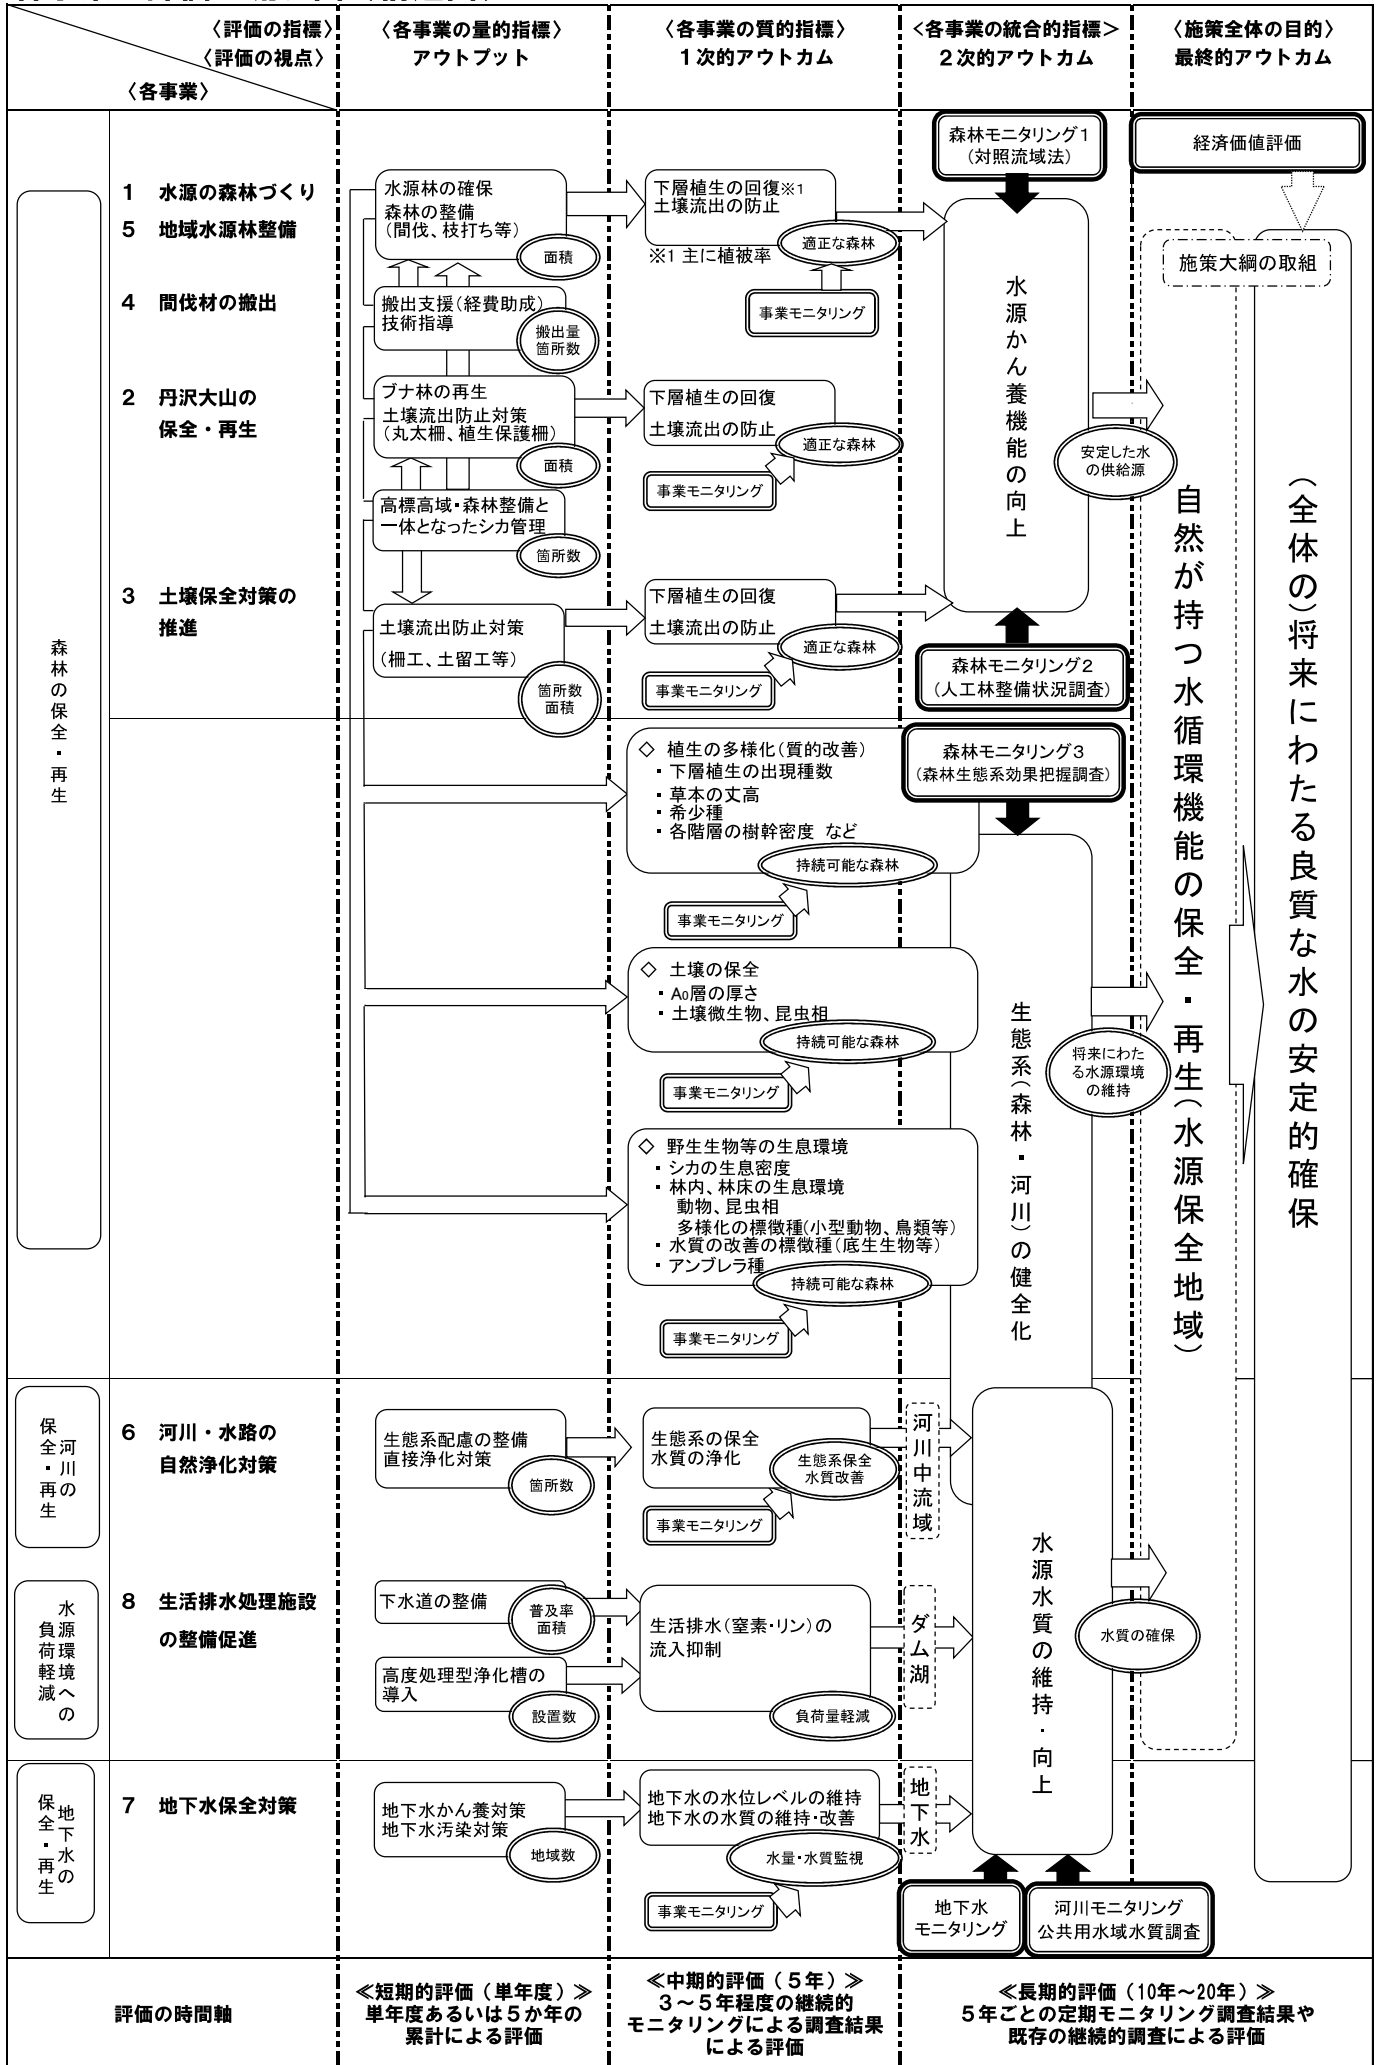 〈評価の指標〉
〈評価の視点〉
〈各事業〉
〈各事業の量的指標〉
アウトプット
〈各事業の質的指標〉
１次的アウトカム
＜各事業の統合的指標＞
２次的アウトカム
〈施策全体の目的〉
最終的アウトカム
森林の保全・再生
１　水源の森林づくり
５　地域水源林整備
４　間伐材の搬出
２　丹沢大山の
保全・再生
３　土壌保全対策の
推進
水源林の確保
森林の整備
（間伐、枝打ち等）
面積
搬出支援（経費助成）
技術指導
搬出量
箇所数
ブナ林の再生
土壌流出防止対策
（丸太柵、植生保護柵）
面積
高標高域・森林整備と
一体となったシカ管理
箇所数
土壌流出防止対策
（柵工、土留工等）
箇所数
面積
下層植生の回復※1
土壌流出の防止
適正な森林
※1 主に植被率
事業モニタリング
下層植生の回復
土壌流出の防止
適正な森林
事業モニタリング
下層植生の回復
土壌流出の防止
適正な森林
事業モニタリング
◇ 植生の多様化（質的改善）
・下層植生の出現種数
・草本の丈高
・希少種
・各階層の樹幹密度 など
持続可能な森林
事業モニタリング
◇ 土壌の保全
・A₀層の厚さ
・土壌微生物、昆虫相
持続可能な森林
事業モニタリング
◇ 野生生物等の生息環境
・シカの生息密度
・林内、林床の生息環境
動物、昆虫相
多様化の標徴種（小型動物、鳥類等）
・水質の改善の標徴種（底生生物等）
・アンブレラ種
持続可能な森林
事業モニタリング
森林モニタリング１
（対照流域法）
水源かん養機能の向上
安定した水
の供給源
森林モニタリング２
（人工林整備状況調査）
森林モニタリング３
（森林生態系効果把握調査）
生態系（森林・河川）の健全化
将来にわた
る水源環境
の維持
経済価値評価
施策大綱の取組
自然が持つ水循環機能の保全・再生（水源保全地域）
（全体の）将来にわたる良質な水の安定的確保
河川の
保全・再生
６　河川・水路の
自然浄化対策
生態系配慮の整備
直接浄化対策
箇所数
生態系の保全
水質の浄化
生態系保全
水質改善
事業モニタリング
河川中流域
水源環境への
負荷軽減
８　生活排水処理施設
の整備促進
下水道の整備
普及率
面積
高度処理型浄化槽の
導入
設置数
生活排水（窒素・リン）の
流入抑制
負荷量軽減
ダム湖
水源水質の維持・向上
水質の確保
地下水の
保全・再生
７　地下水保全対策
地下水かん養対策
地下水汚染対策
地域数
地下水の水位レベルの維持
地下水の水質の維持・改善
水量・水質監視
事業モニタリング
地下水
地下水
モニタリング
河川モニタリング
公共用水域水質調査
評価の時間軸
≪短期的評価（単年度）≫
単年度あるいは５か年の
累計による評価
≪中期的評価（５年）≫
３～５年程度の継続的
モニタリングによる調査結果
による評価
≪長期的評価（10年～20年）≫
５年ごとの定期モニタリング調査結果や
既存の継続的調査による評価